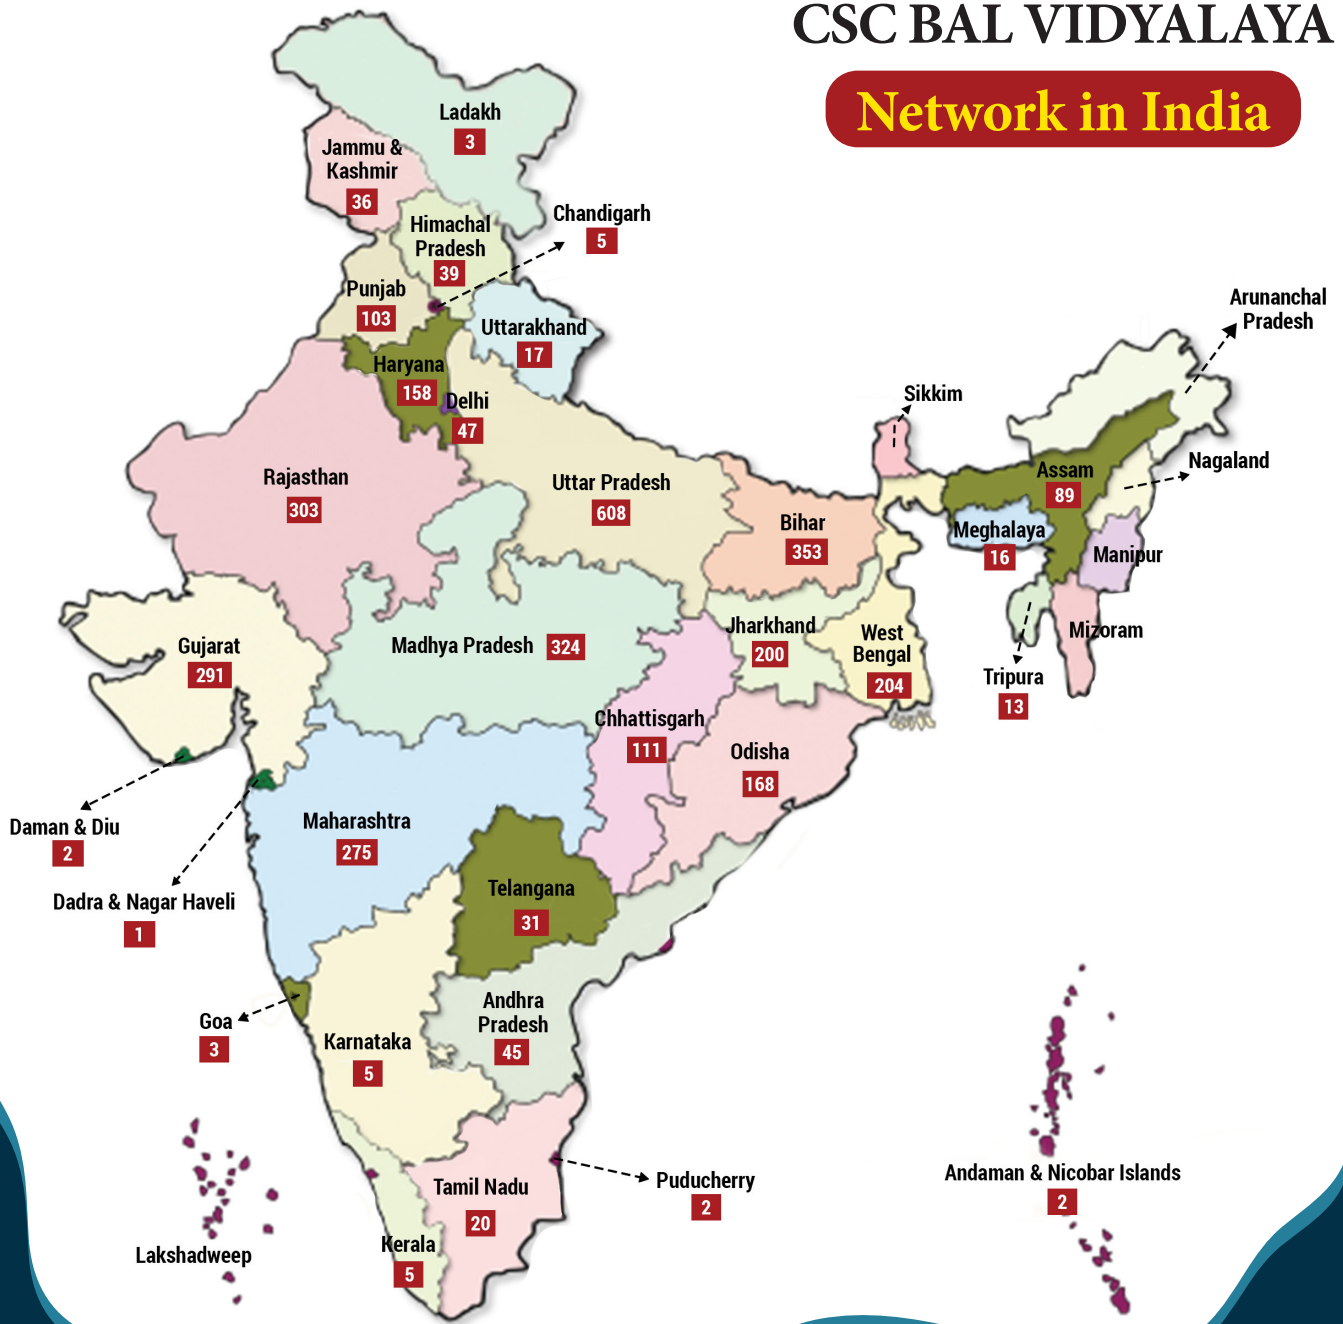 CSC BAL VIDYALAYA
Network in India
Ladakh
3
Jammu &
Kashmir
36
Himachal
Pradesh
39
Chandigarh
5
Punjab
103
Uttarakhand
17
Haryana
158
Delhi
47
Arunanchal
Pradesh
Sikkim
Nagaland
Assam
89
Rajasthan
303
Uttar Pradesh
608
Bihar
353
Meghalaya
16
Manipur
Mizoram
Tripura
13
Gujarat
291
Madhya Pradesh
324
Jharkhand
200
West
Bengal
204
Chhattisgarh
111
Odisha
168
Daman & Diu
2
Maharashtra
275
Dadra & Nagar Haveli
1
Telangana
31
Goa
3
Karnataka
5
Andhra
Pradesh
45
Lakshadweep
Tamil Nadu
20
Kerala
5
Puducherry
2
Andaman & Nicobar Islands
2